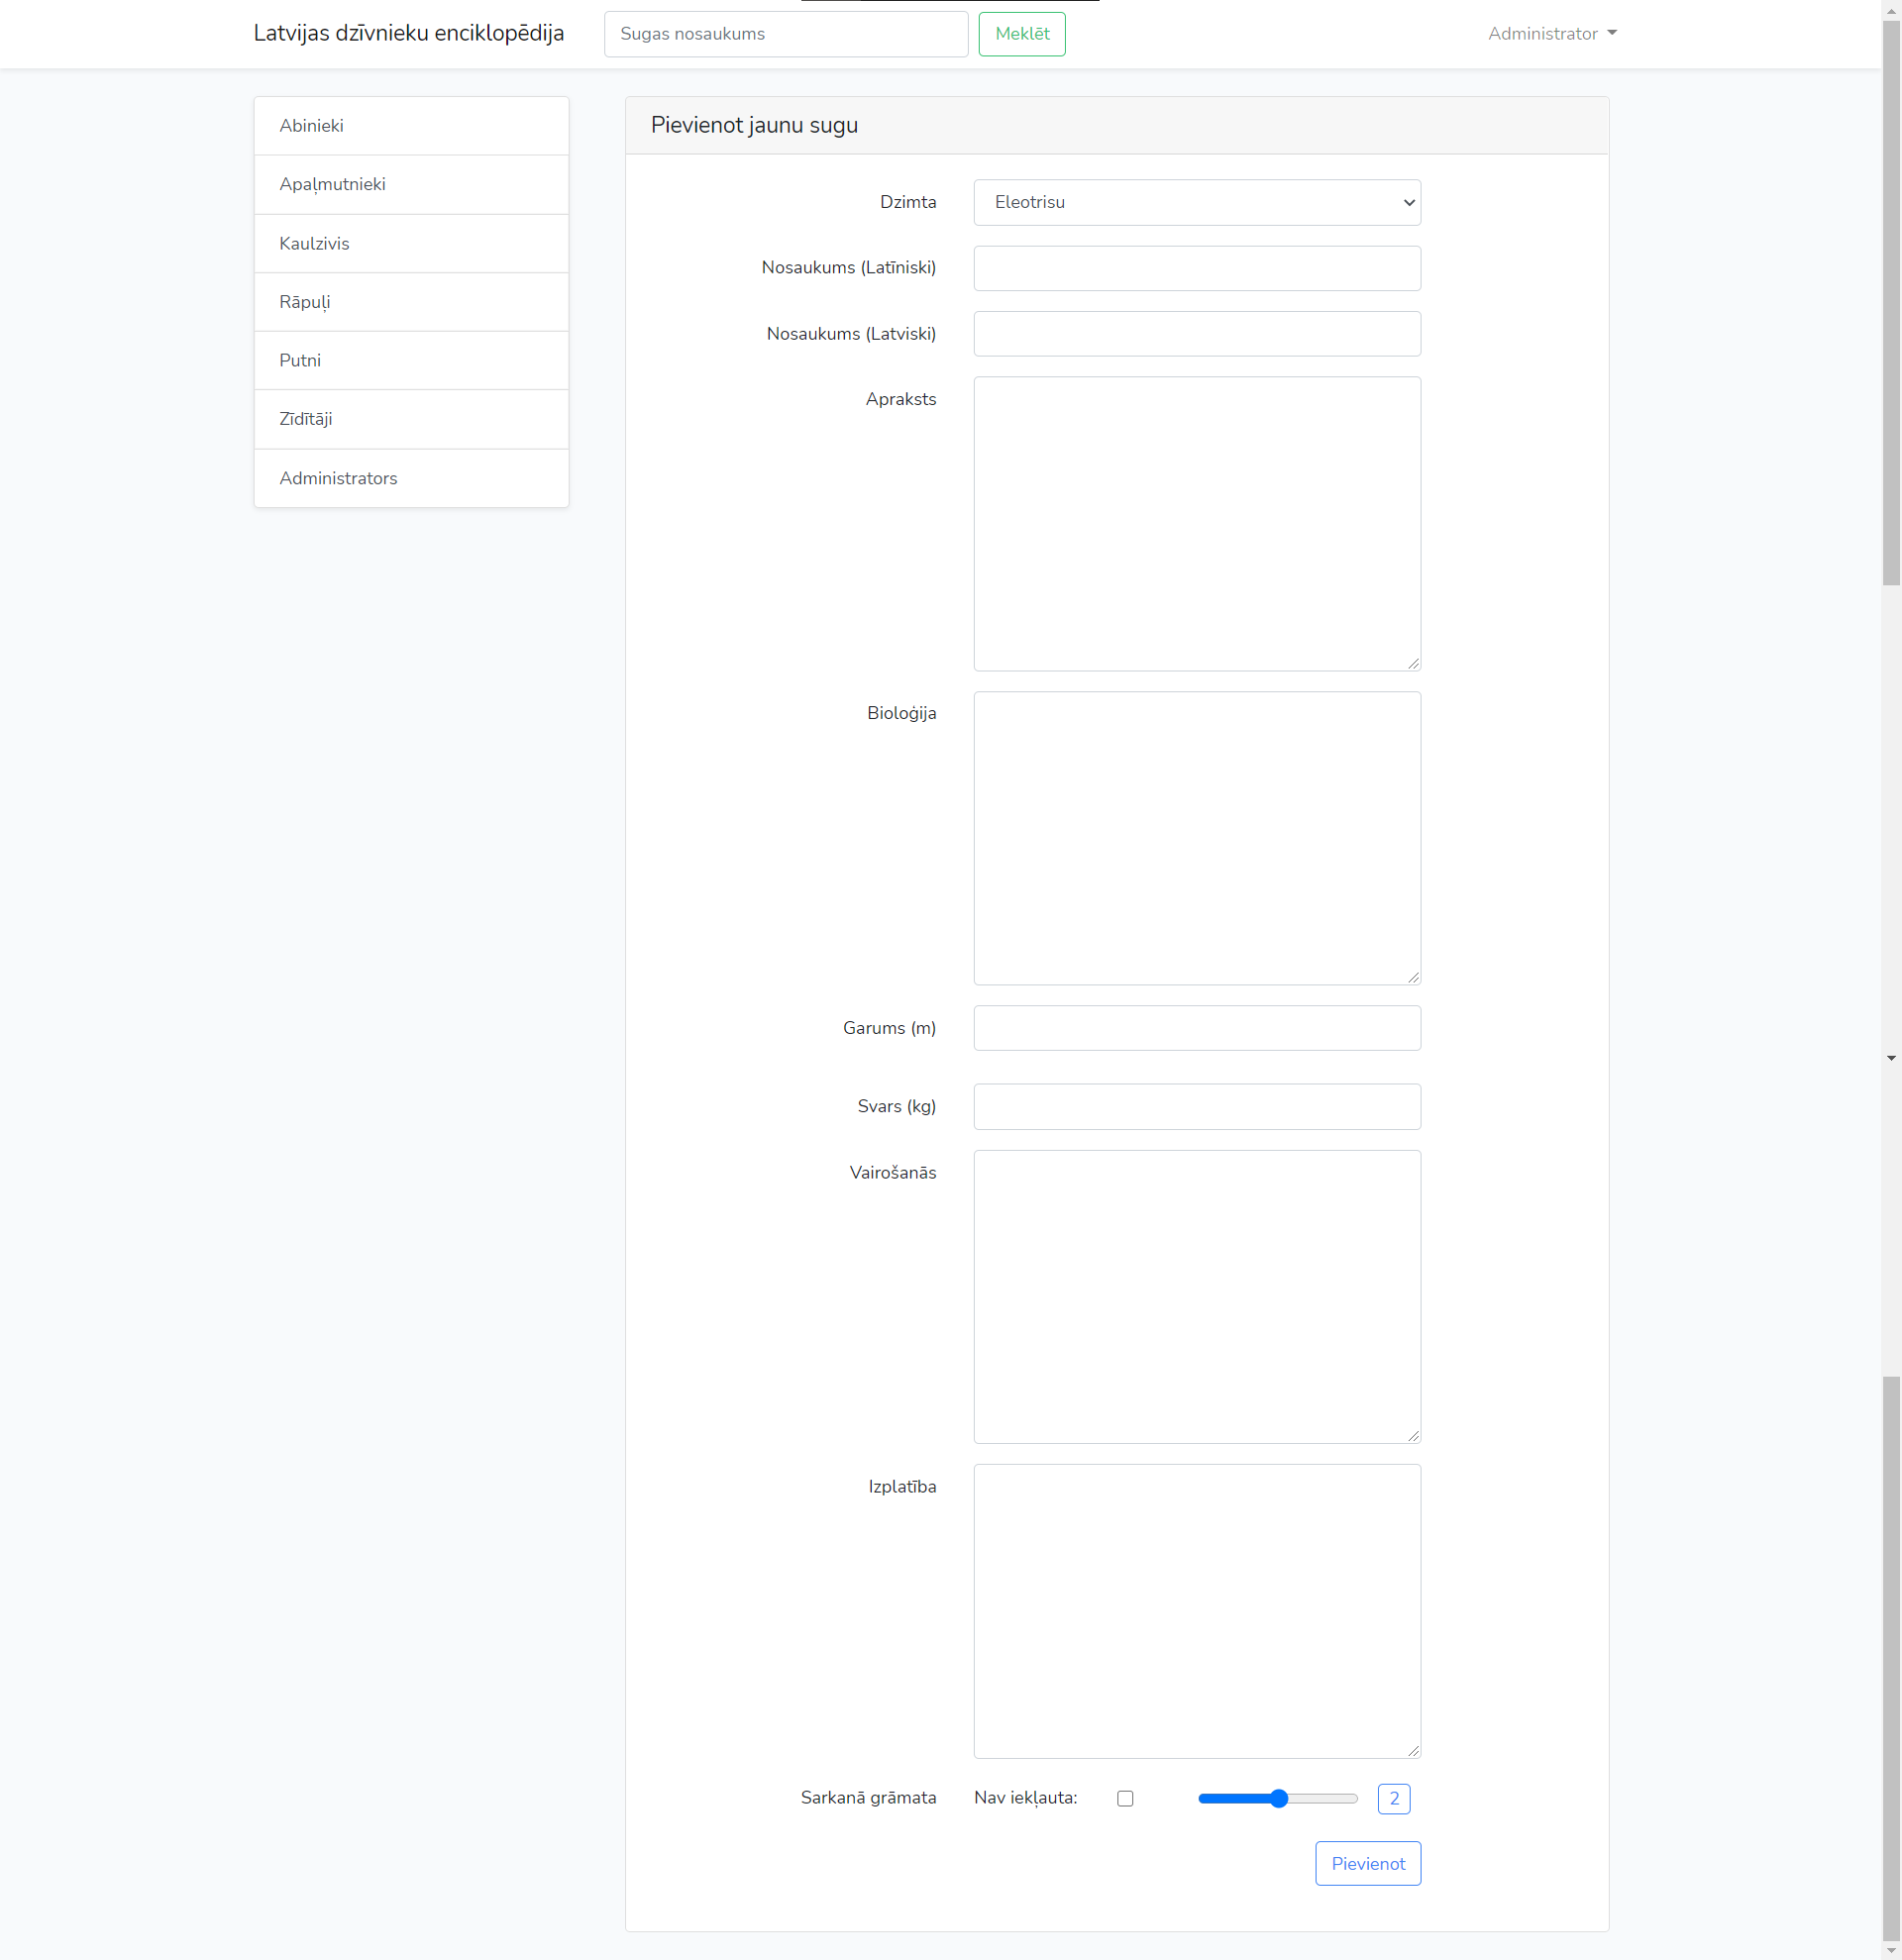 Latvijas dzīvnieku enciklopēdija
Sugas nosaukums
Meklēt
Administrator
Abinieki
Apaļmutnieki
Kaulzivis
Rāpuļi
Putni
Zīdītāji
Administrators
Pievienot jaunu sugu
Dzimta
Eleotrisu
Nosaukums (Latīniski)
Nosaukums (Latviski)
Apraksts
Bioloģija
Garums (m)
Svars (kg)
Vairošanās
Izplatība
Sarkanā grāmata
Nav iekļauta:
2
Pievienot